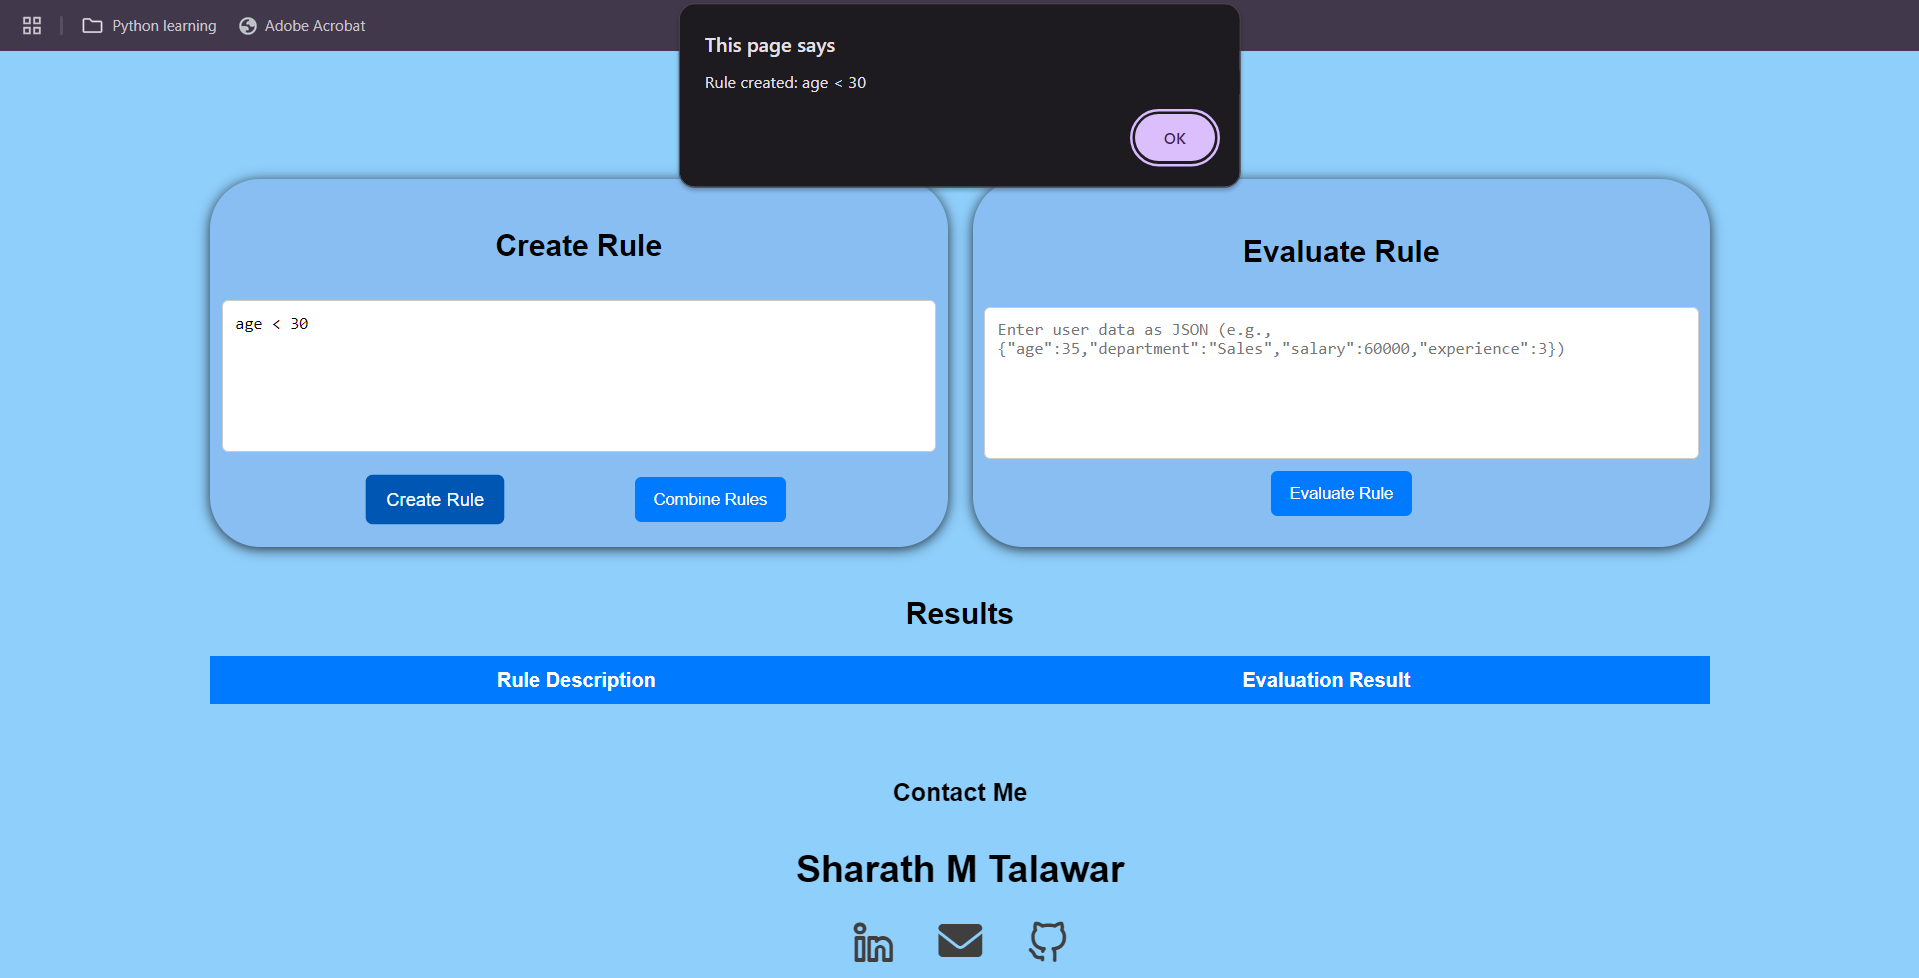 Python learning
Adobe Acrobat
This page says
Rule created: age < 30
OK
Create Rule
age < 30
Create Rule
Combine Rules
Evaluate Rule
Enter user data as JSON (e.g.,
{"age":35,"department":"Sales","salary":60000,"experience":3})
Evaluate Rule
Results
Rule Description
Evaluation Result
Contact Me
Sharath M Talawar
in